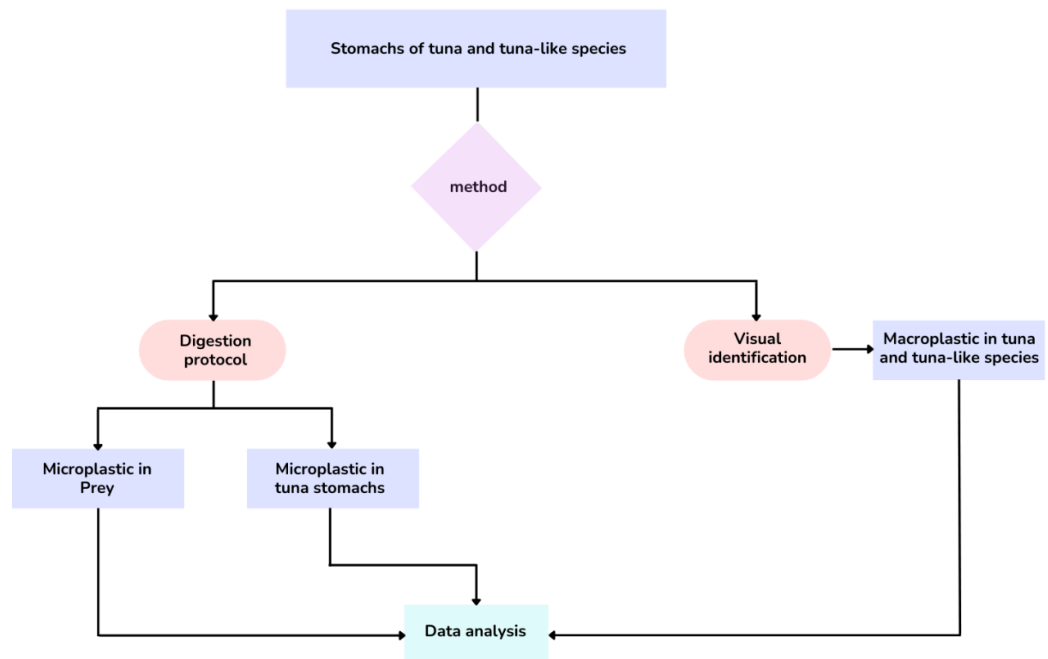 Stomachs of tuna and tuna-like species
method
Digestion
protocol
Visual
identification
Macroplastic in tuna
and tuna-like species
Microplastic in
Prey
Microplastic in
tuna stomachs
Data analysis